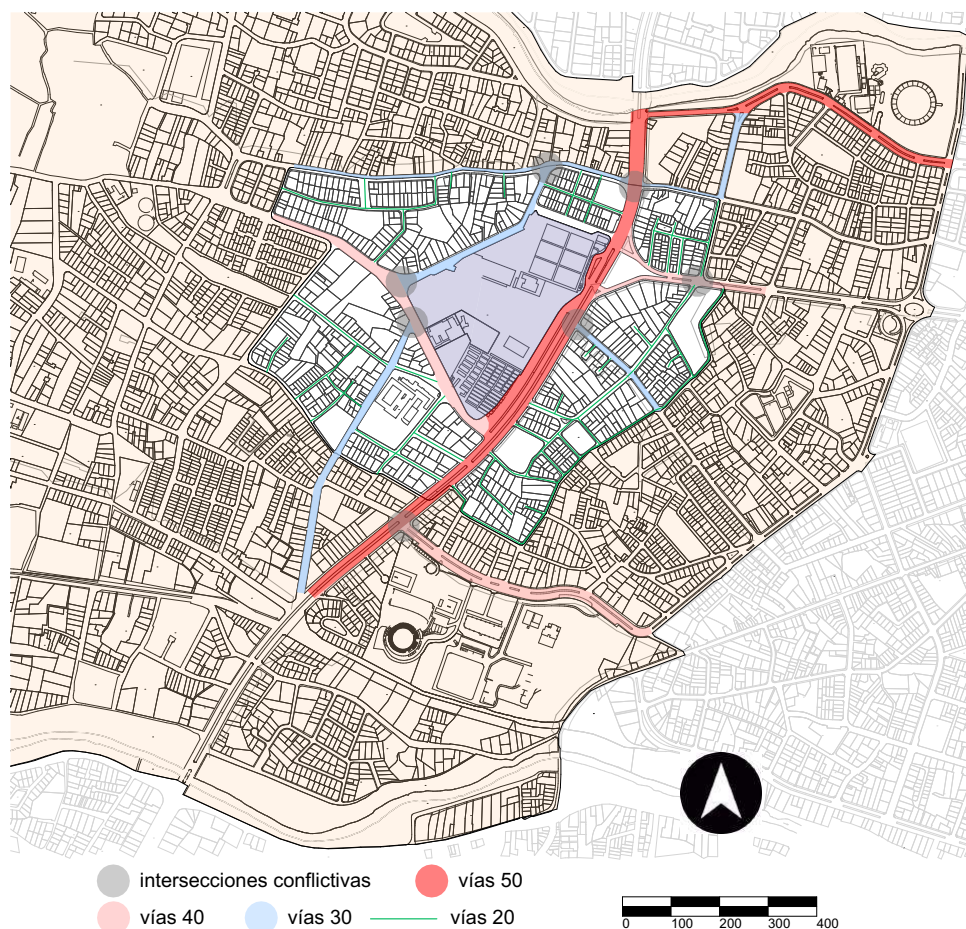 intersecciones conflictivas
vías 50
vías 40
vías 30
vías 20
0 100 200 300 400